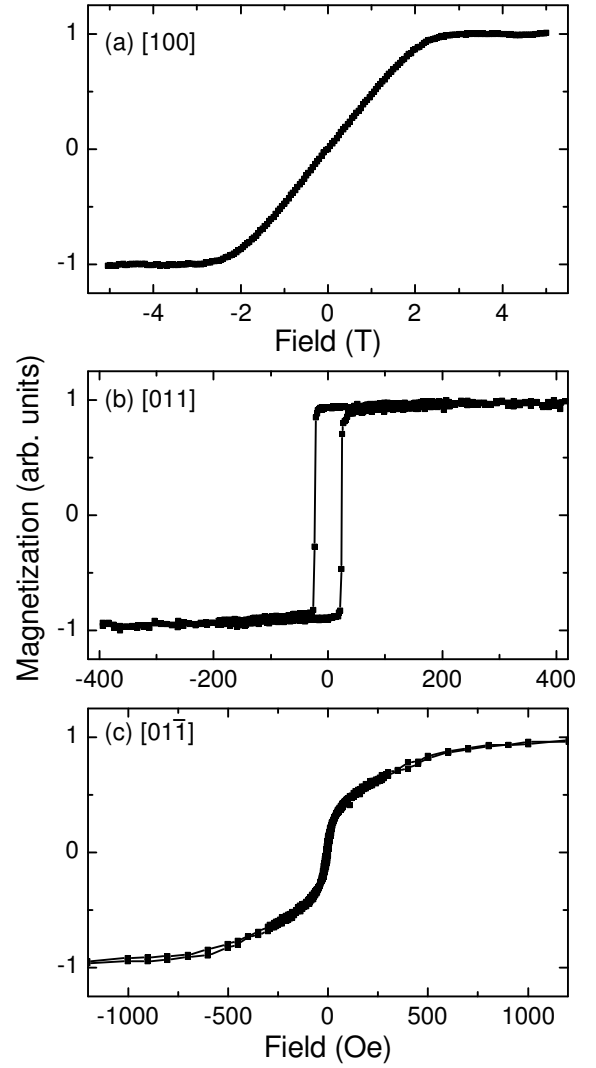 (a) [100]
1
0
-1
-4 -2 0 2 4
Field (T)
Magnetization (arb. units)
(b) [011]
1
0
-1
-400 -200 0 200 400
(c) [011̅]
1
0
-1
-1000 -500 0 500 1000
Field (Oe)